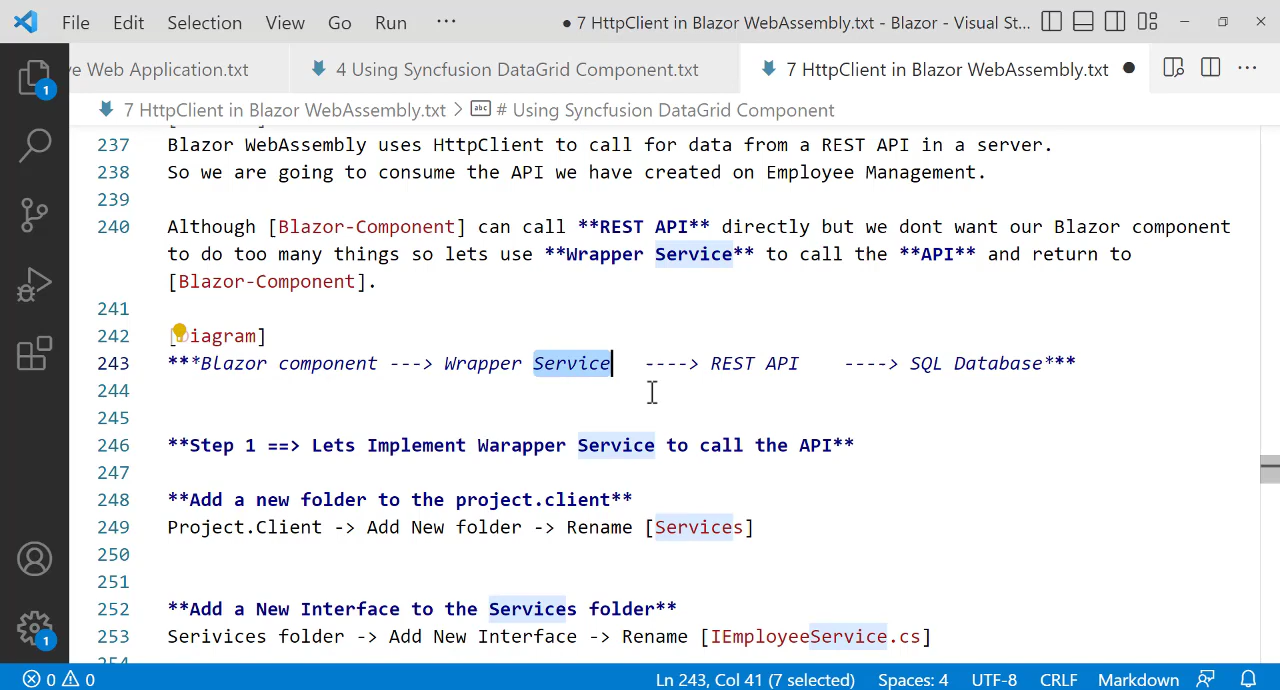 File Edit Selection View Go Run ··· ● 7 HttpClient in Blazor WebAssembly.txt - Blazor - Visual St...
ve Web Application.txt 4 Using Syncfusion DataGrid Component.txt 7 HttpClient in Blazor WebAssembly.txt ● ···
7 HttpClient in Blazor WebAssembly.txt > abc # Using Syncfusion DataGrid Component
1
237 Blazor WebAssembly uses HttpClient to call for data from a REST API in a server.
238 So we are going to consume the API we have created on Employee Management.
239
240 Although [Blazor-Component] can call **REST API** directly but we dont want our Blazor component
to do too many things so lets use **Wrapper Service** to call the **API** and return to
[Blazor-Component].
241
242 [iagram]
243 ***Blazor component ---> Wrapper Service ----> REST API ----> SQL Database***
244
245
246 **Step 1 ==> Lets Implement Warapper Service to call the API**
247
248 **Add a new folder to the project.client**
249 Project.Client -> Add New folder -> Rename [Services]
250
251
252 **Add a New Interface to the Services folder**
253 Serivices folder -> Add New Interface -> Rename [IEmployeeService.cs]
254
1
0 0 Ln 243, Col 41 (7 selected) Spaces: 4 UTF-8 CRLF Markdown